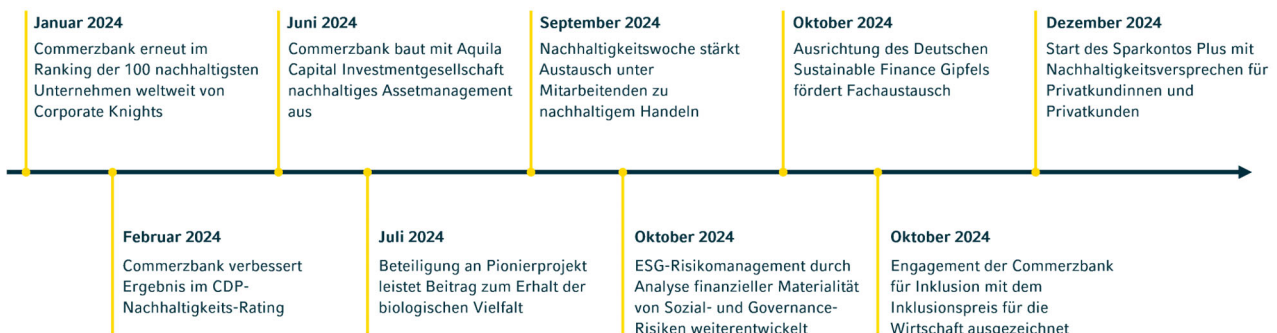 Januar 2024
Commerzbank erneut im
Ranking der 100 nachhaltigsten
Unternehmen weltweit von
Corporate Knights
Juni 2024
Commerzbank baut mit Aquila
Capital Investmentgesellschaft
nachhaltiges Assetmanagement
aus
September 2024
Nachhaltigkeitswoche stärkt
Austausch unter
Mitarbeitenden zu
nachhaltigem Handeln
Oktober 2024
Ausrichtung des Deutschen
Sustainable Finance Gipfels
fördert Fachaustausch
Dezember 2024
Start des Sparkontos Plus mit
Nachhaltigkeitsversprechen für
Privatkundinnen und
Privatkunden
Februar 2024
Commerzbank verbessert
Ergebnis im CDP-
Nachhaltigkeits-Rating
Juli 2024
Beteiligung an Pionierprojekt
leistet Beitrag zum Erhalt der
biologischen Vielfalt
Oktober 2024
ESG-Risikomanagement durch
Analyse finanzieller Materialität
von Sozial- und Governance-
Risiken weiterentwickelt
Oktober 2024
Engagement der Commerzbank
für Inklusion mit dem
Inklusionspreis für die
Wirtschaft ausgezeichnet